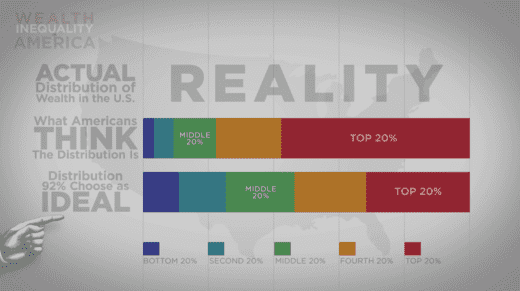 WEALTH
INEQUALITY
AMERICA
REALITY
ACTUAL
Distribution of
Wealth in the U.S.
What Americans
THINK
The Distribution Is
MIDDLE
20%
TOP 20%
Distribution
92% Choose as
IDEAL
MIDDLE
20%
TOP 20%
BOTTOM 20%
SECOND 20%
MIDDLE 20%
FOURTH 20%
TOP 20%